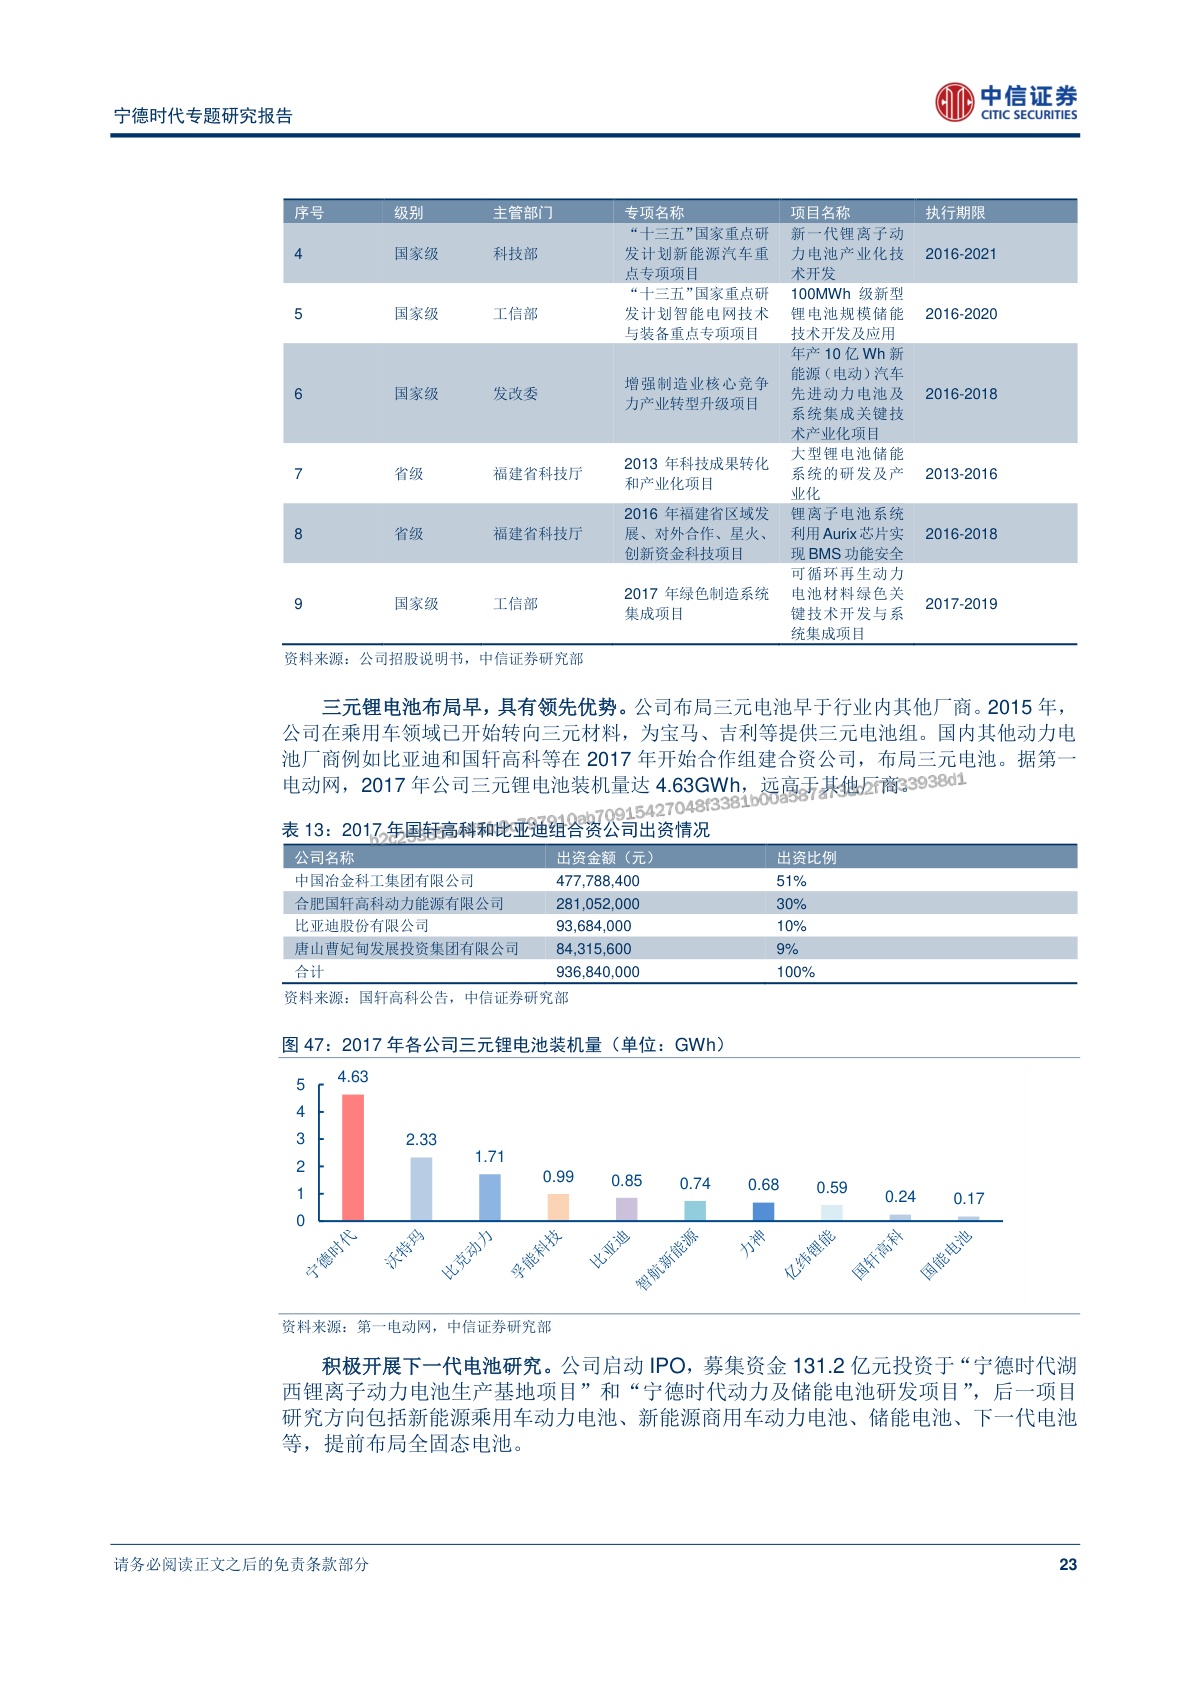 宁德时代专题研究报告
中信证券
CITIC SECURITIES
序号 级别 主管部门 专项名称 项目名称 执行期限
4 国家级 科技部 “十三五”国家重点研发计划新能源汽车重点专项项目 新一代锂离子动力电池产业化技术开发 2016-2021
5 国家级 工信部 “十三五”国家重点研发计划智能电网技术与装备重点专项项目 100MWh 级新型锂电池规模储能技术开发及应用 2016-2020
6 国家级 发改委 增强制造业核心竞争力产业转型升级项目 年产 10 亿 Wh 新能源（电动）汽车先进动力电池及系统集成关键技术产业化项目 2016-2018
7 省级 福建省科技厅 2013 年科技成果转化和产业化项目 大型锂电池储能系统的研发及产业化 2013-2016
8 省级 福建省科技厅 2016 年福建省区域发展、对外合作、星火、创新资金科技项目 锂离子电池系统利用 Aurix 芯片实现 BMS 功能安全 2016-2018
9 国家级 工信部 2017 年绿色制造系统集成项目 可循环再生动力电池材料绿色关键技术开发与系统集成项目 2017-2019
资料来源：公司招股说明书，中信证券研究部
三元锂电池布局早，具有领先优势。公司布局三元电池早于行业内其他厂商。2015 年，
公司在乘用车领域已开始转向三元材料，为宝马、吉利等提供三元电池组。国内其他动力电
池厂商例如比亚迪和国轩高科等在 2017 年开始合作组建合资公司，布局三元电池。据第一
电动网，2017 年公司三元锂电池装机量达 4.63GWh，远高于其他厂商。
表 13：2017 年国轩高科和比亚迪组合资公司出资情况
公司名称 出资金额（元） 出资比例
中国冶金科工集团有限公司 477,788,400 51%
合肥国轩高科动力能源有限公司 281,052,000 30%
比亚迪股份有限公司 93,684,000 10%
唐山曹妃甸发展投资集团有限公司 84,315,600 9%
合计 936,840,000 100%
资料来源：国轩高科公告，中信证券研究部
图 47：2017 年各公司三元锂电池装机量（单位：GWh）
5
4
3
2
1
0
4.63 2.33 1.71 0.99 0.85 0.74 0.68 0.59 0.24 0.17
宁德时代 沃特玛 比克动力 孚能科技 比亚迪 智航新能源 力神 亿纬锂能 国轩高科 国能电池
资料来源：第一电动网，中信证券研究部
积极开展下一代电池研究。公司启动 IPO，募集资金 131.2 亿元投资于“宁德时代湖
西锂离子动力电池生产基地项目”和“宁德时代动力及储能电池研发项目”，后一项目
研究方向包括新能源乘用车动力电池、新能源商用车动力电池、储能电池、下一代电池
等，提前布局全固态电池。
请务必阅读正文之后的免责条款部分
23